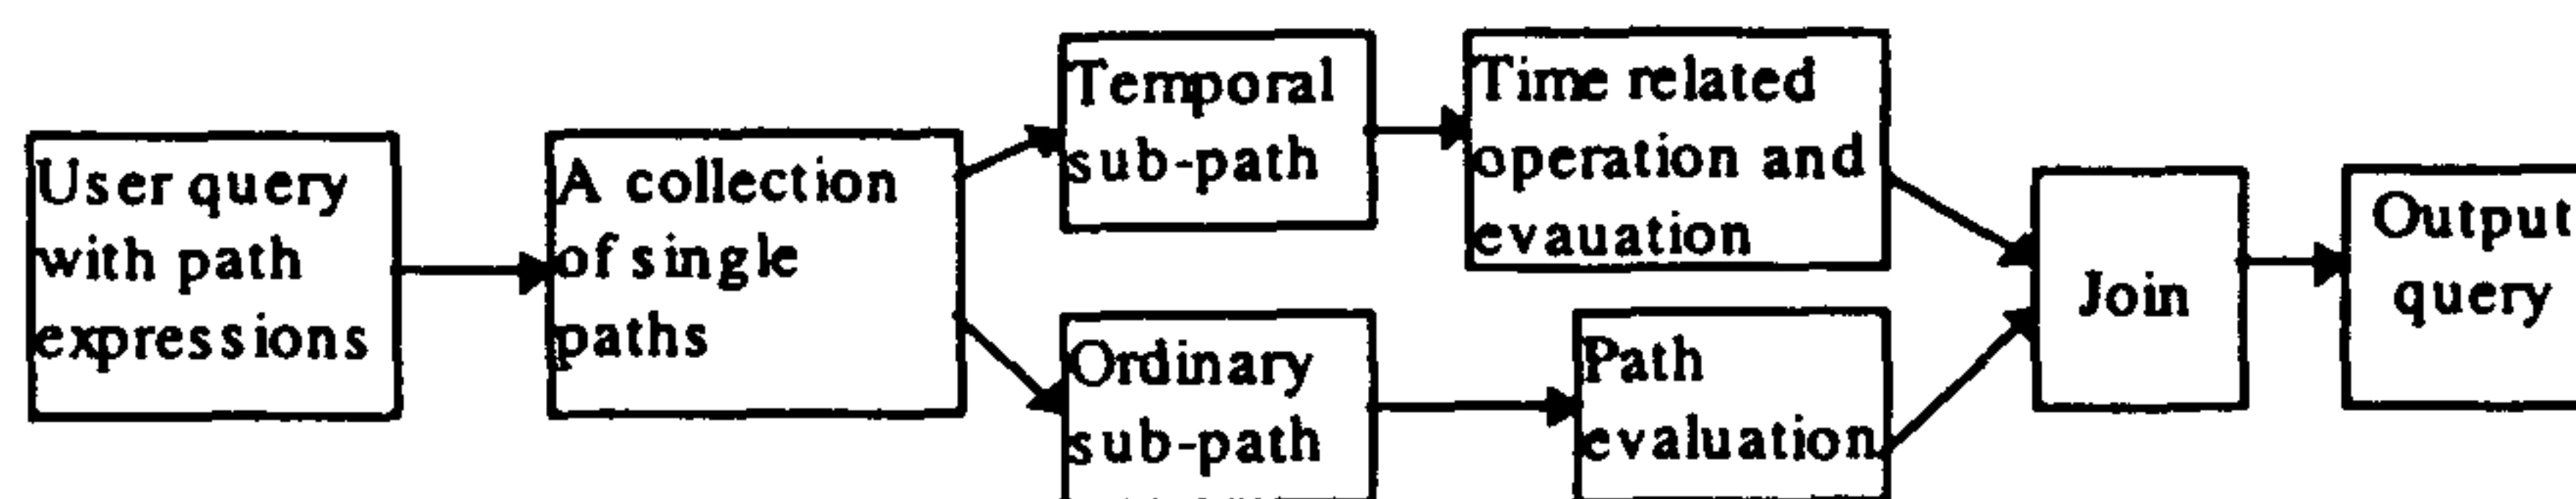 User query
with path
expressions
A collection
of single
paths
Temporal
sub-path
Time related
operation and
evauation
Ordinary
sub-path
Path
evaluation
Join
Output
query